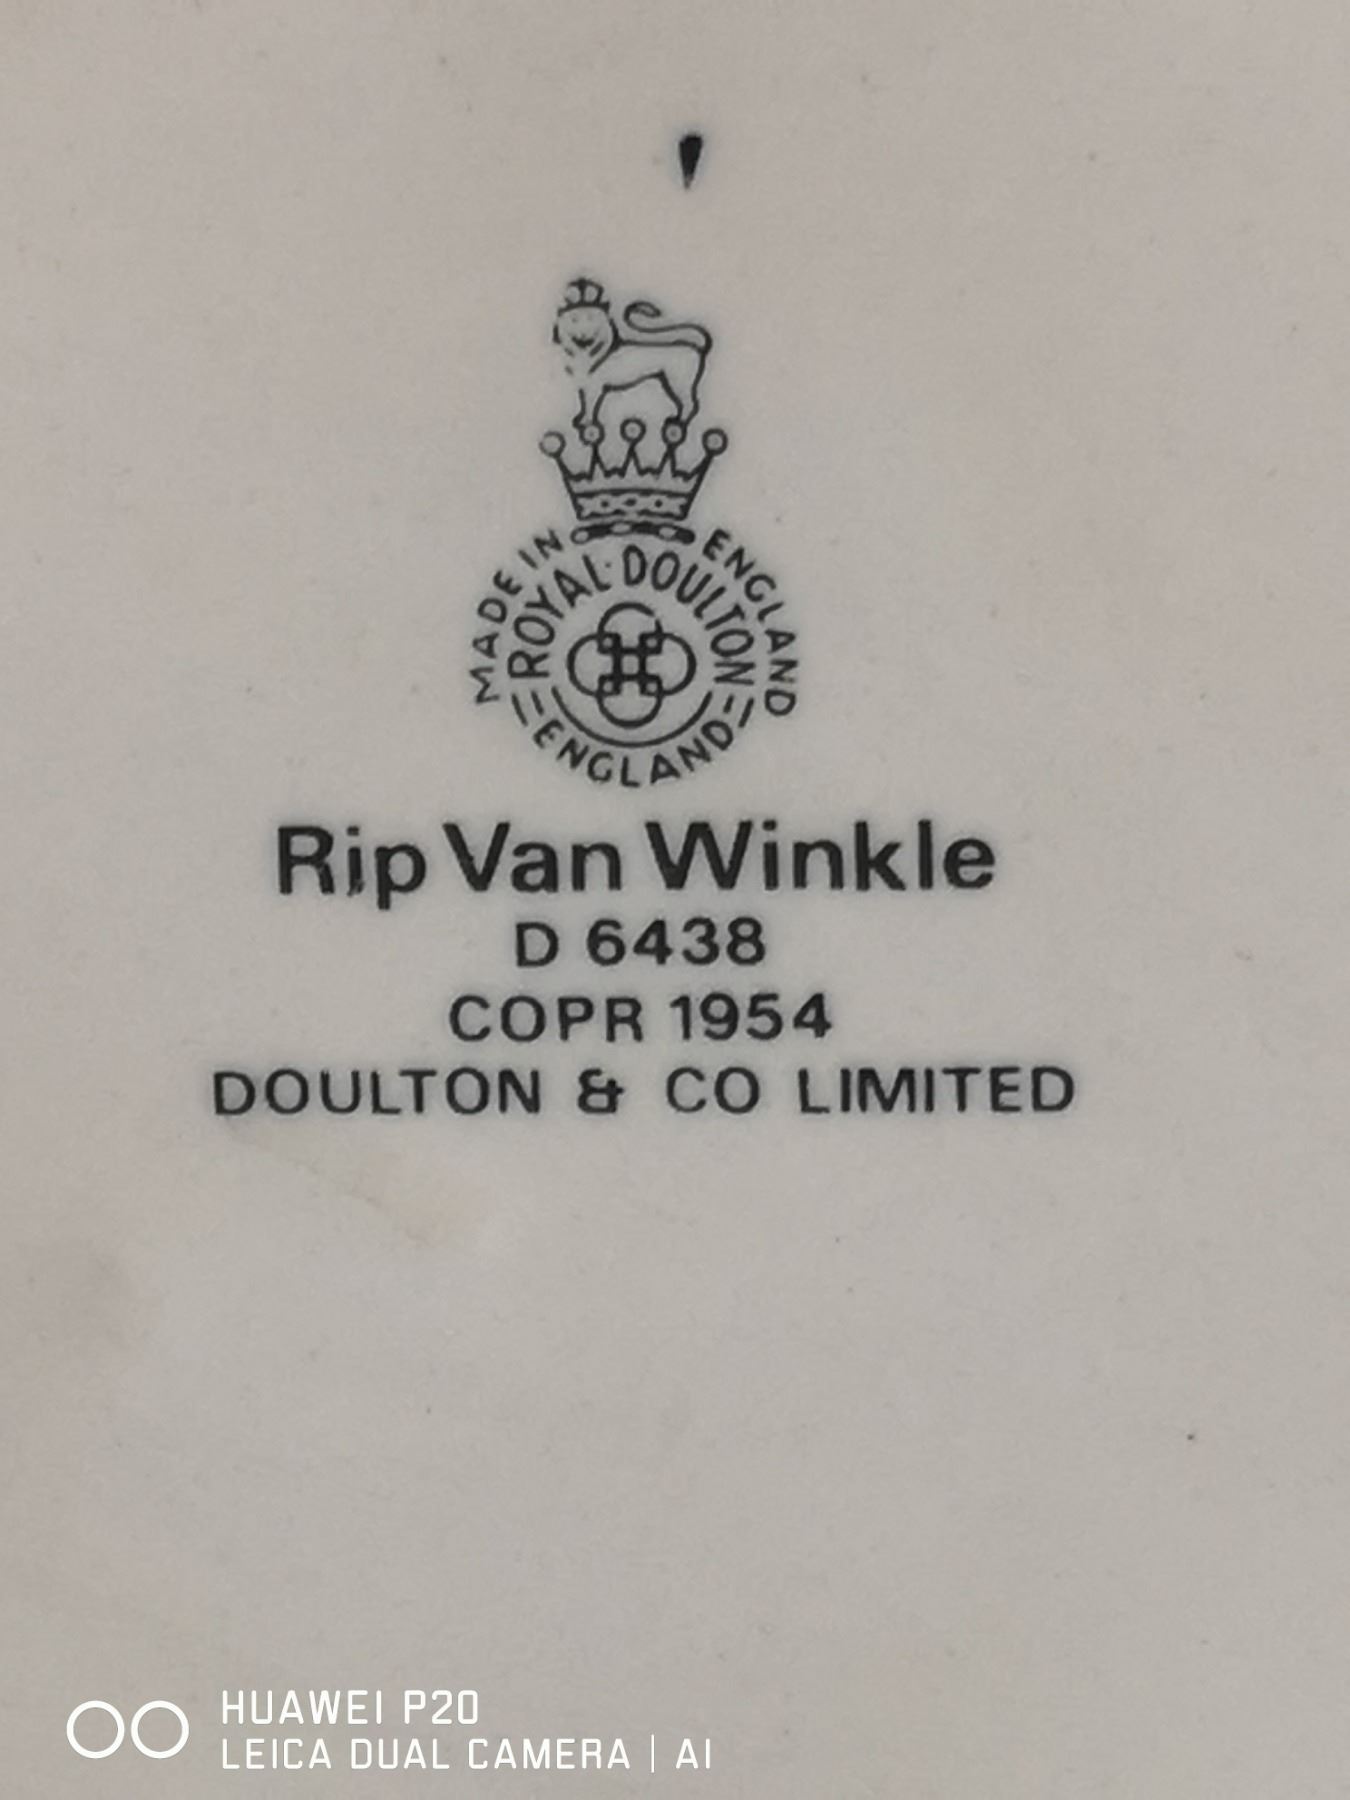 MADE IN ENGLAND
ROYAL·DOULTON
ENGLAND
Rip Van Winkle
D 6438
COPR 1954
DOULTON & CO LIMITED
HUAWEI P20
LEICA DUAL CAMERA | AI